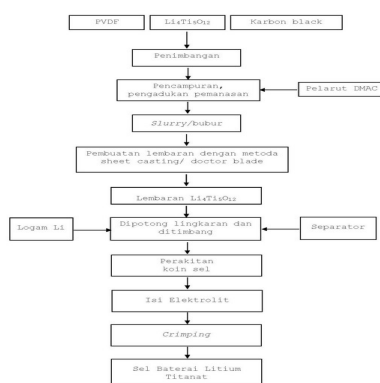 PVDF
Li₄Ti₅O₁₂
Karbon black
Penimbangan
Pencampuran,
pengadukan pemanasan
Pelarut DMAC
Slurry/bubur
Pembuatan lembaran dengan metoda
sheet casting/ doctor blade
Lembaran Li₄Ti₅O₁₂
Logam Li
Dipotong lingkaran dan
ditimbang
Separator
Perakitan
koin sel
Isi Elektrolit
Crimping
Sel Baterai Litium
Titanat